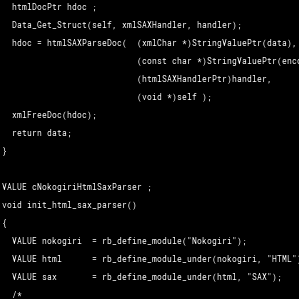 htmlDocPtr hdoc ;
Data_Get_Struct(self, xmlSAXHandler, handler);
hdoc = htmlSAXParseDoc( (xmlChar *)StringValuePtr(data),
(const char *)StringValuePtr(enc
(htmlSAXHandlerPtr)handler,
(void *)self );
xmlFreeDoc(hdoc);
return data;
}
VALUE cNokogiriHtmlSaxParser ;
void init_html_sax_parser()
{
VALUE nokogiri = rb_define_module("Nokogiri");
VALUE html = rb_define_module_under(nokogiri, "HTML"
VALUE sax = rb_define_module_under(html, "SAX");
/*